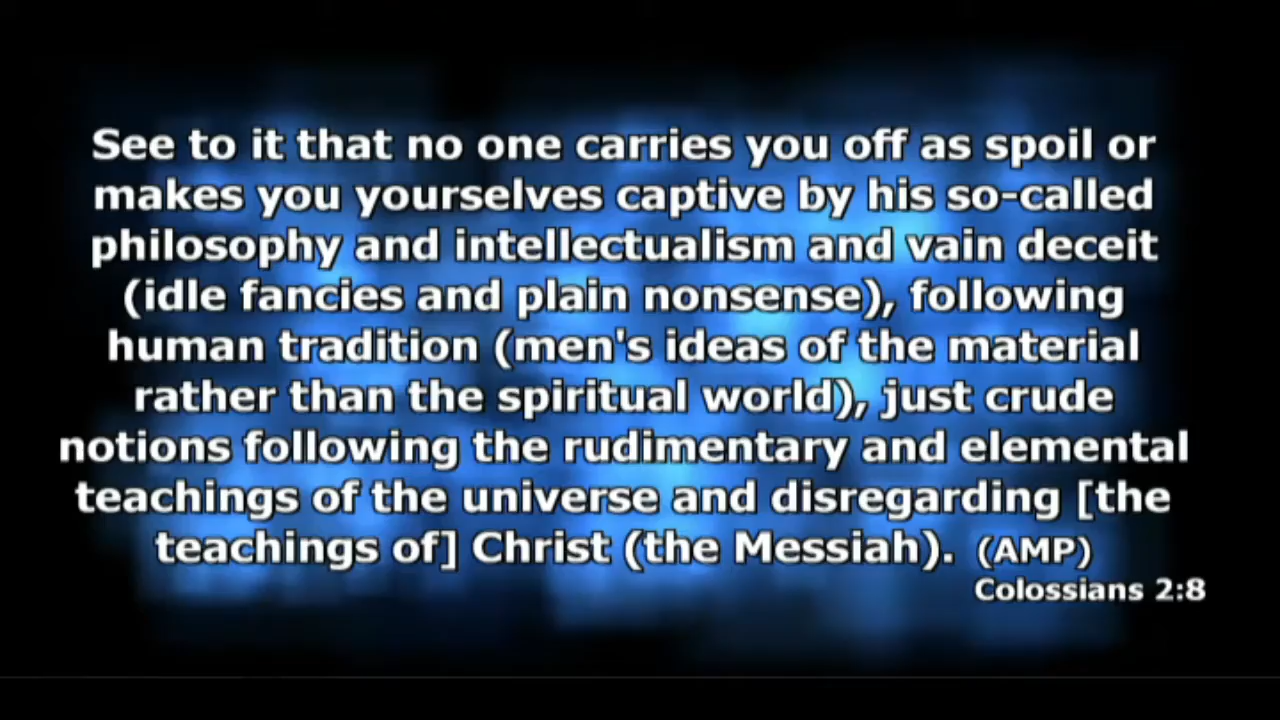 See to it that no one carries you off as spoil or
makes you yourselves captive by his so-called
philosophy and intellectualism and vain deceit
(idle fancies and plain nonsense), following
human tradition (men's ideas of the material
rather than the spiritual world), just crude
notions following the rudimentary and elemental
teachings of the universe and disregarding [the
teachings of] Christ (the Messiah). (AMP)
Colossians 2:8